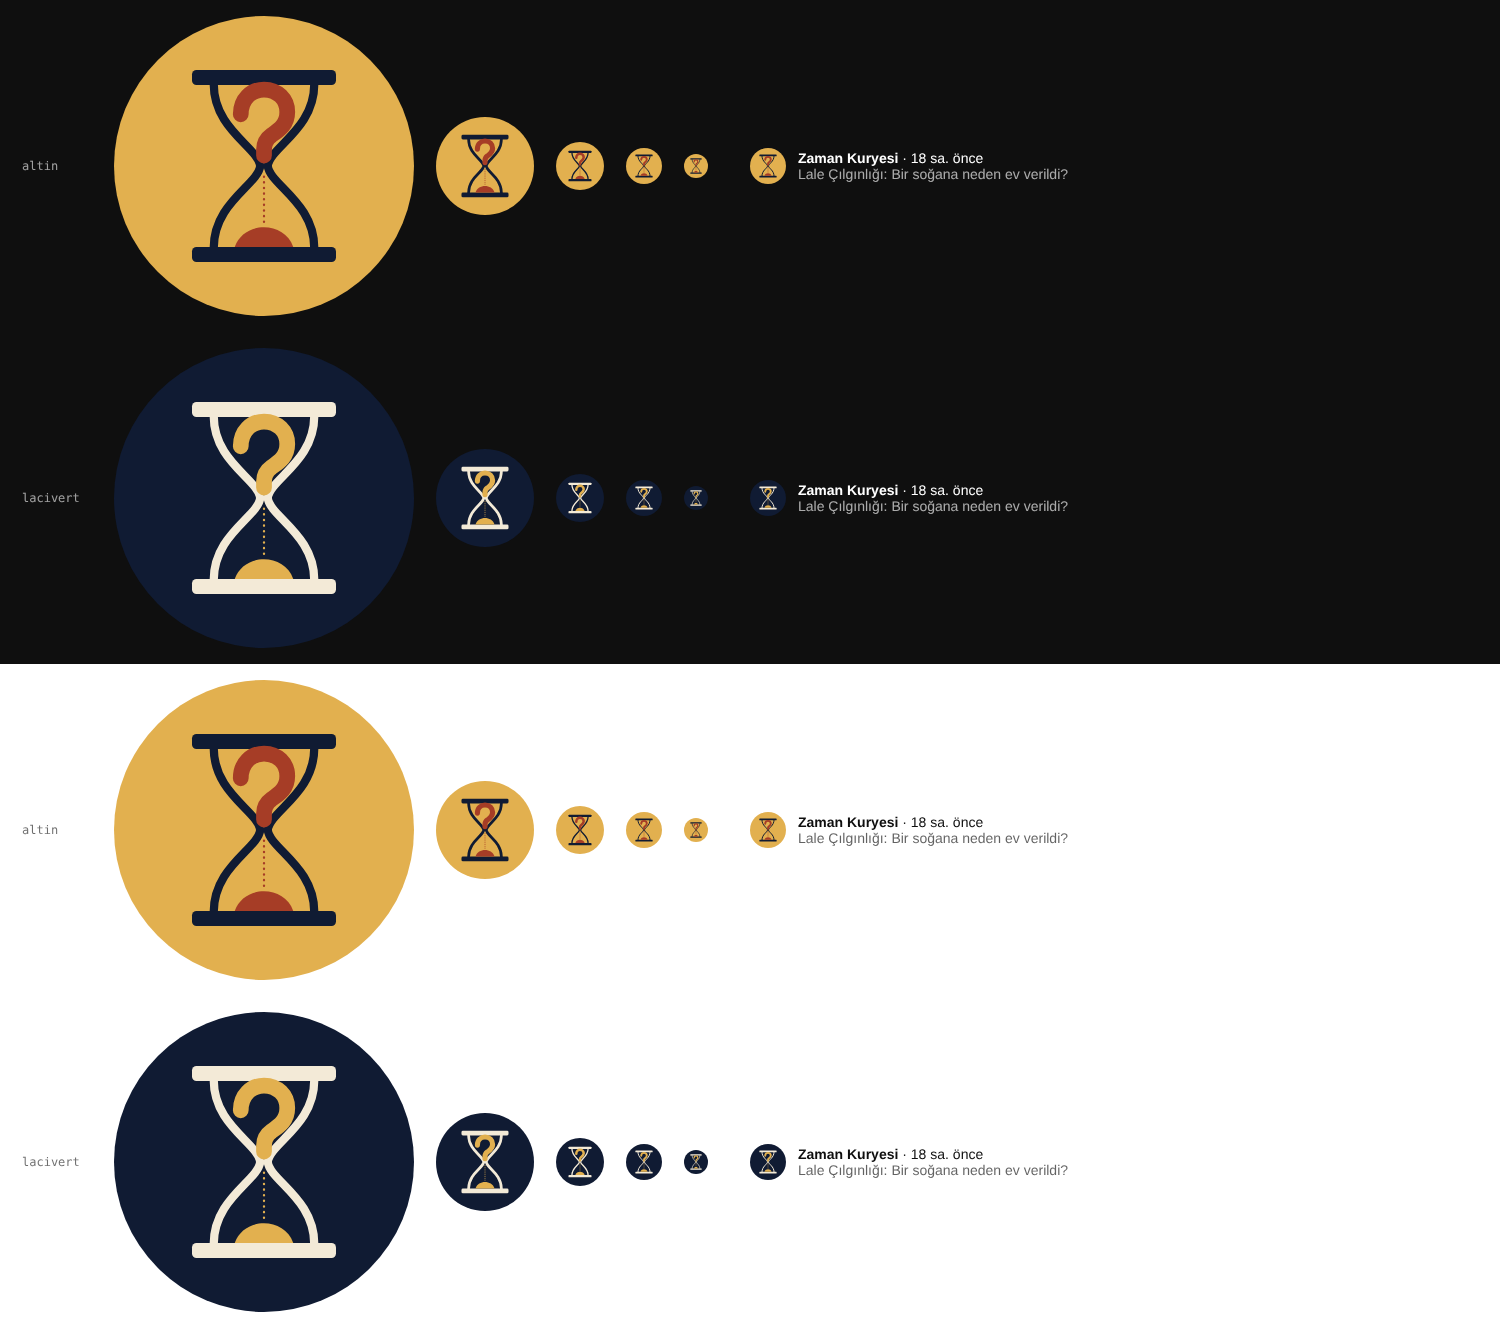 altin
Zaman Kuryesi · 18 sa. önce
Lale Çılgınlığı: Bir soğana neden ev verildi?
lacivert
Zaman Kuryesi · 18 sa. önce
Lale Çılgınlığı: Bir soğana neden ev verildi?
altin
Zaman Kuryesi · 18 sa. önce
Lale Çılgınlığı: Bir soğana neden ev verildi?
lacivert
Zaman Kuryesi · 18 sa. önce
Lale Çılgınlığı: Bir soğana neden ev verildi?